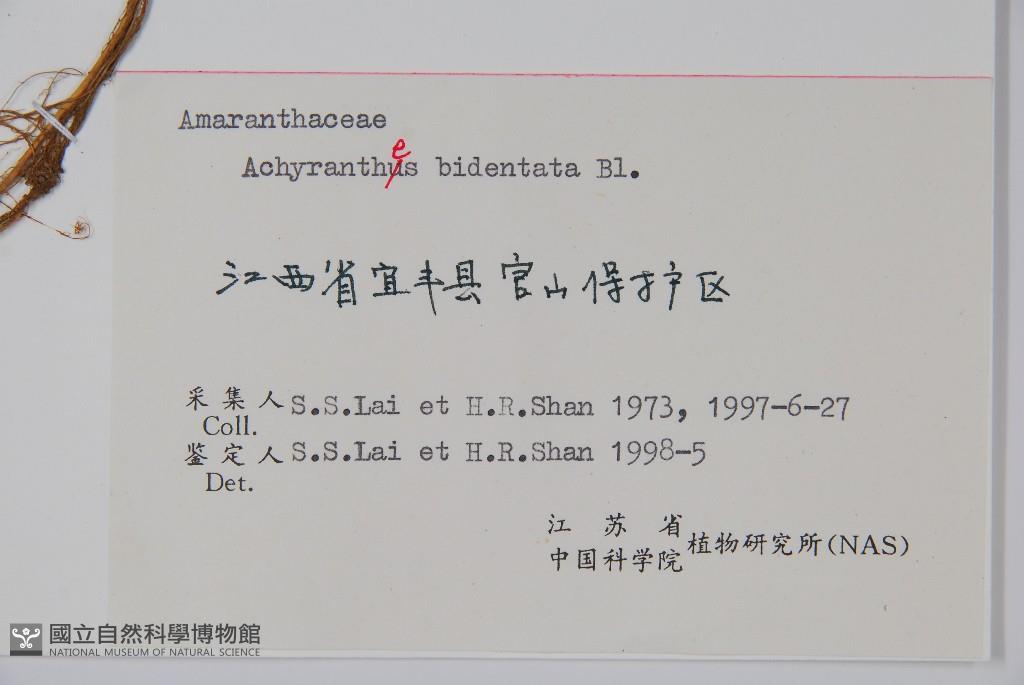 Amaranthaceae
e
Achyranthus bidentata Bl.
江西省宜丰县官山保护区
采集人 S.S.Lai et H.R.Shan 1973, 1997-6-27
Coll.
鉴定人 S.S.Lai et H.R.Shan 1998-5
Det.
江苏省
中国科学院 植物研究所(NAS)
國立自然科學博物館
NATIONAL MUSEUM OF NATURAL SCIENCE